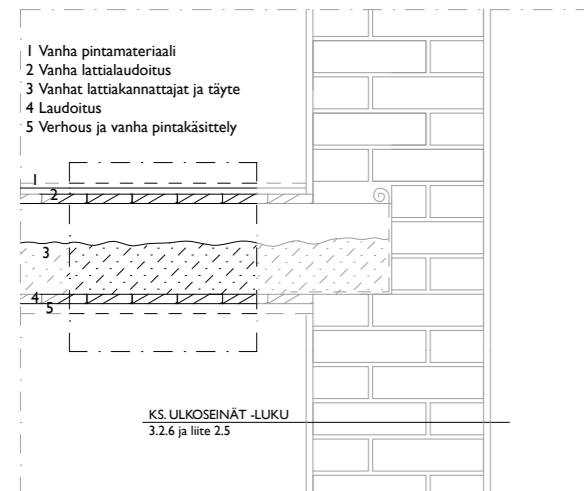 1 Vanha pintamateriaali
2 Vanha lattialaudoitus
3 Vanhat lattiakannattajat ja täyte
4 Laudoitus
5 Verhous ja vanha pintakäsittely
1
2
3
4
5
KS. ULKOSEINÄT -LUKU
3.2.6 ja liite 2.5